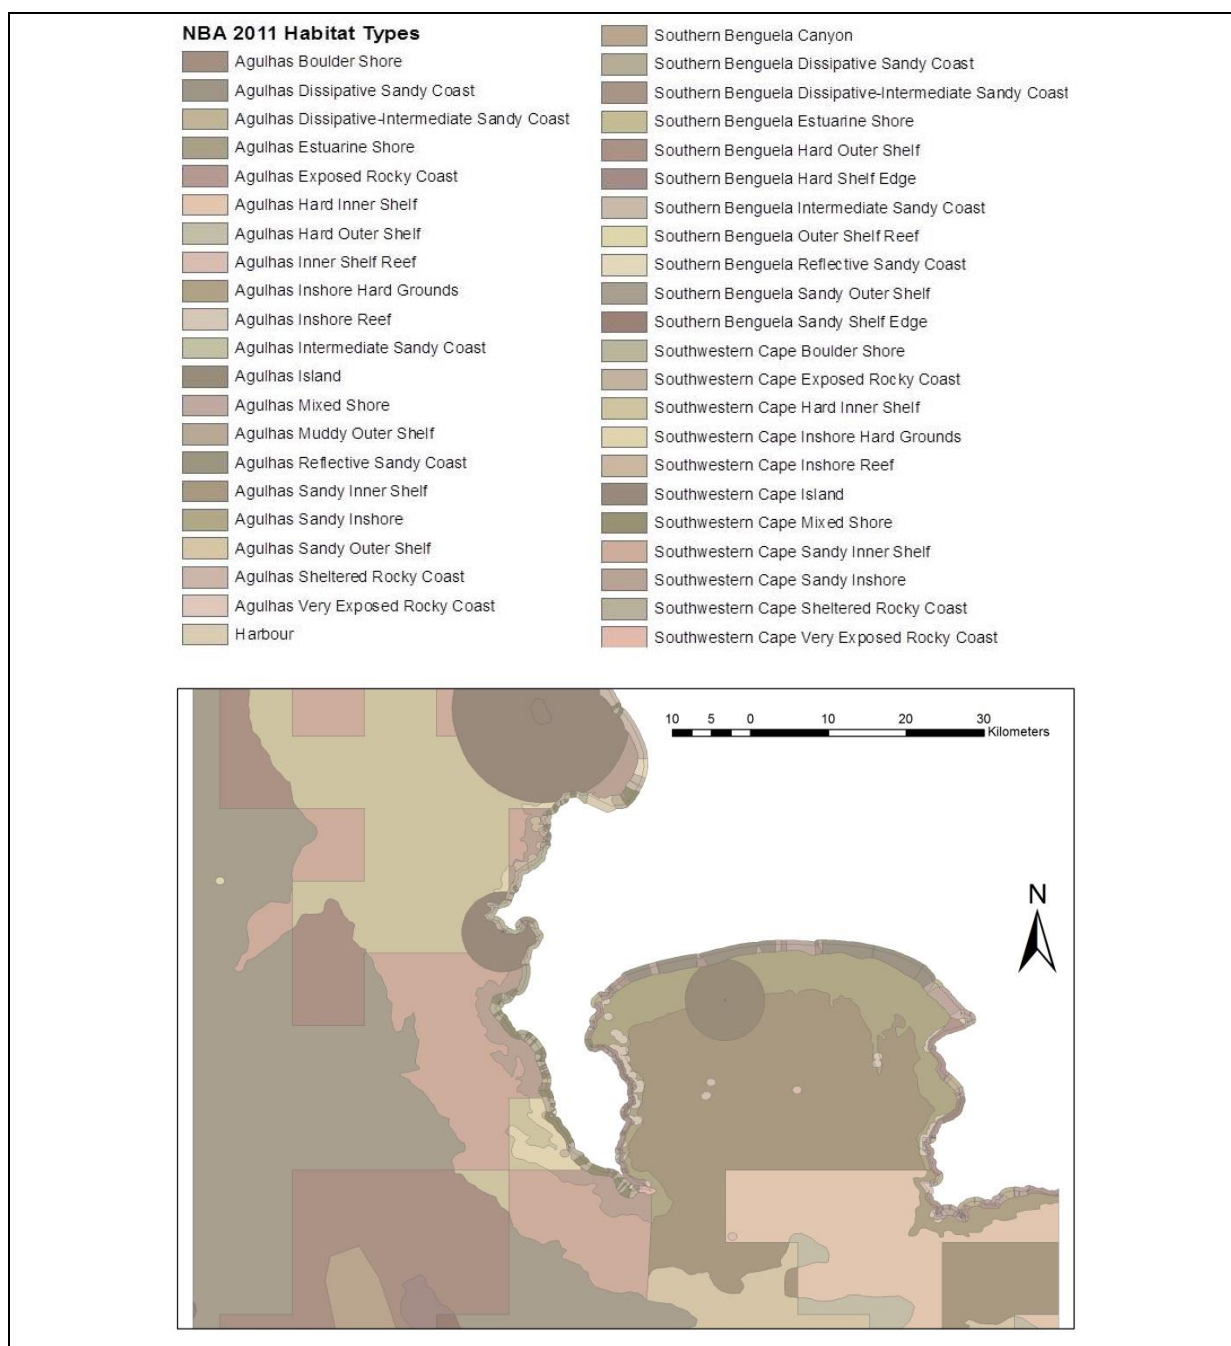 NBA 2011 Habitat Types
Agulhas Boulder Shore
Agulhas Dissipative Sandy Coast
Agulhas Dissipative-Intermediate Sandy Coast
Agulhas Estuarine Shore
Agulhas Exposed Rocky Coast
Agulhas Hard Inner Shelf
Agulhas Hard Outer Shelf
Agulhas Inner Shelf Reef
Agulhas Inshore Hard Grounds
Agulhas Inshore Reef
Agulhas Intermediate Sandy Coast
Agulhas Island
Agulhas Mixed Shore
Agulhas Muddy Outer Shelf
Agulhas Reflective Sandy Coast
Agulhas Sandy Inner Shelf
Agulhas Sandy Inshore
Agulhas Sandy Outer Shelf
Agulhas Sheltered Rocky Coast
Agulhas Very Exposed Rocky Coast
Harbour
Southern Benguela Canyon
Southern Benguela Dissipative Sandy Coast
Southern Benguela Dissipative-Intermediate Sandy Coast
Southern Benguela Estuarine Shore
Southern Benguela Hard Outer Shelf
Southern Benguela Hard Shelf Edge
Southern Benguela Intermediate Sandy Coast
Southern Benguela Outer Shelf Reef
Southern Benguela Reflective Sandy Coast
Southern Benguela Sandy Outer Shelf
Southern Benguela Sandy Shelf Edge
Southwestern Cape Boulder Shore
Southwestern Cape Exposed Rocky Coast
Southwestern Cape Hard Inner Shelf
Southwestern Cape Inshore Hard Grounds
Southwestern Cape Inshore Reef
Southwestern Cape Island
Southwestern Cape Mixed Shore
Southwestern Cape Sandy Inner Shelf
Southwestern Cape Sandy Inshore
Southwestern Cape Sheltered Rocky Coast
Southwestern Cape Very Exposed Rocky Coast
10 5 0 10 20 30
Kilometers
N